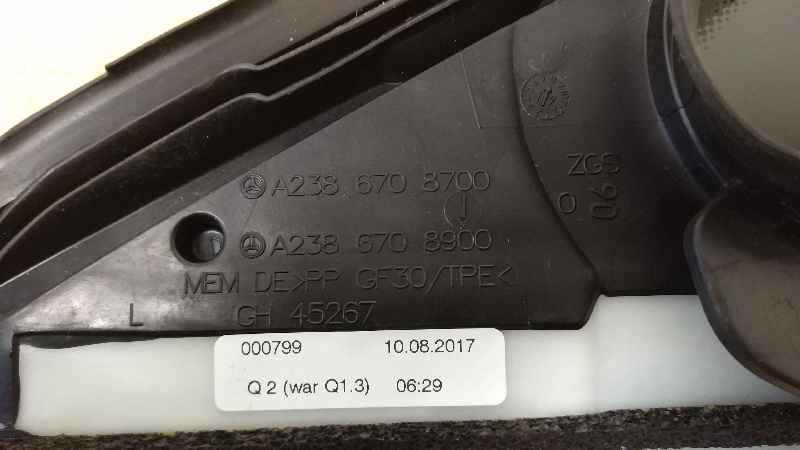 A238 670 8700
ZGS
0 90
A238 670 8900
MEM DE>PP GF30/TPE<
L GH 45267
000799 10.08.2017
Q 2 (war Q1.3) 06:29